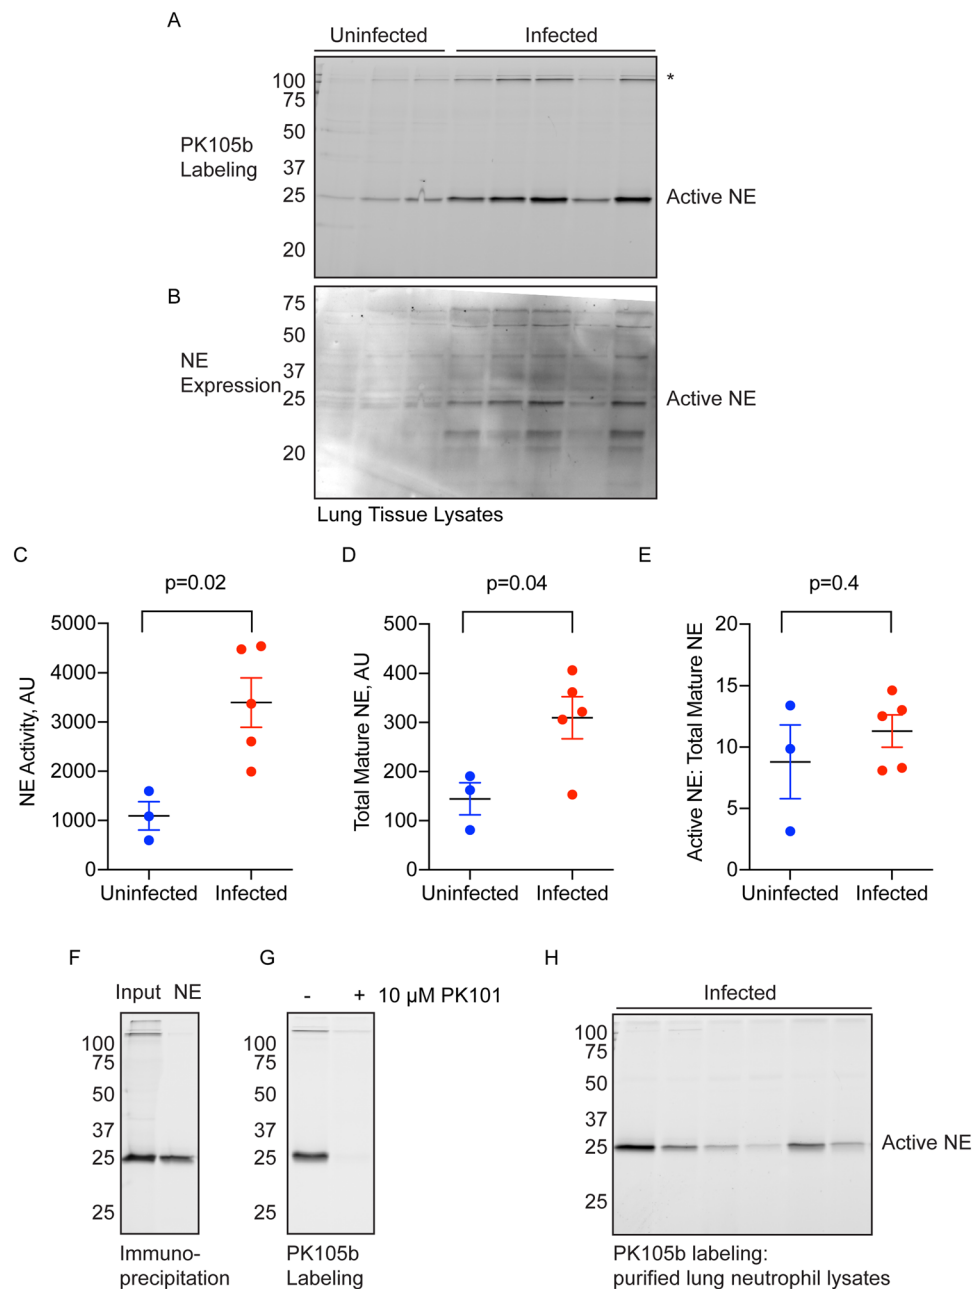 A
Uninfected
Infected
100
75
50
37
25
20
PK105b
Labeling
*
Active NE
B
75
50
37
25
20
NE
Expression
Active NE
Lung Tissue Lysates
C
p=0.02
NE Activity, AU
5000
4000
3000
2000
1000
0
Uninfected
Infected
D
p=0.04
Total Mature NE, AU
500
400
300
200
100
0
Uninfected
Infected
E
p=0.4
Active NE: Total Mature NE
20
15
10
5
0
Uninfected
Infected
F
Input NE
100
75
50
37
25
25
Immuno-
precipitation
G
- + 10 µM PK101
100
75
50
37
25
25
PK105b
Labeling
H
Infected
100
75
50
37
25
25
Active NE
PK105b labeling:
purified lung neutrophil lysates